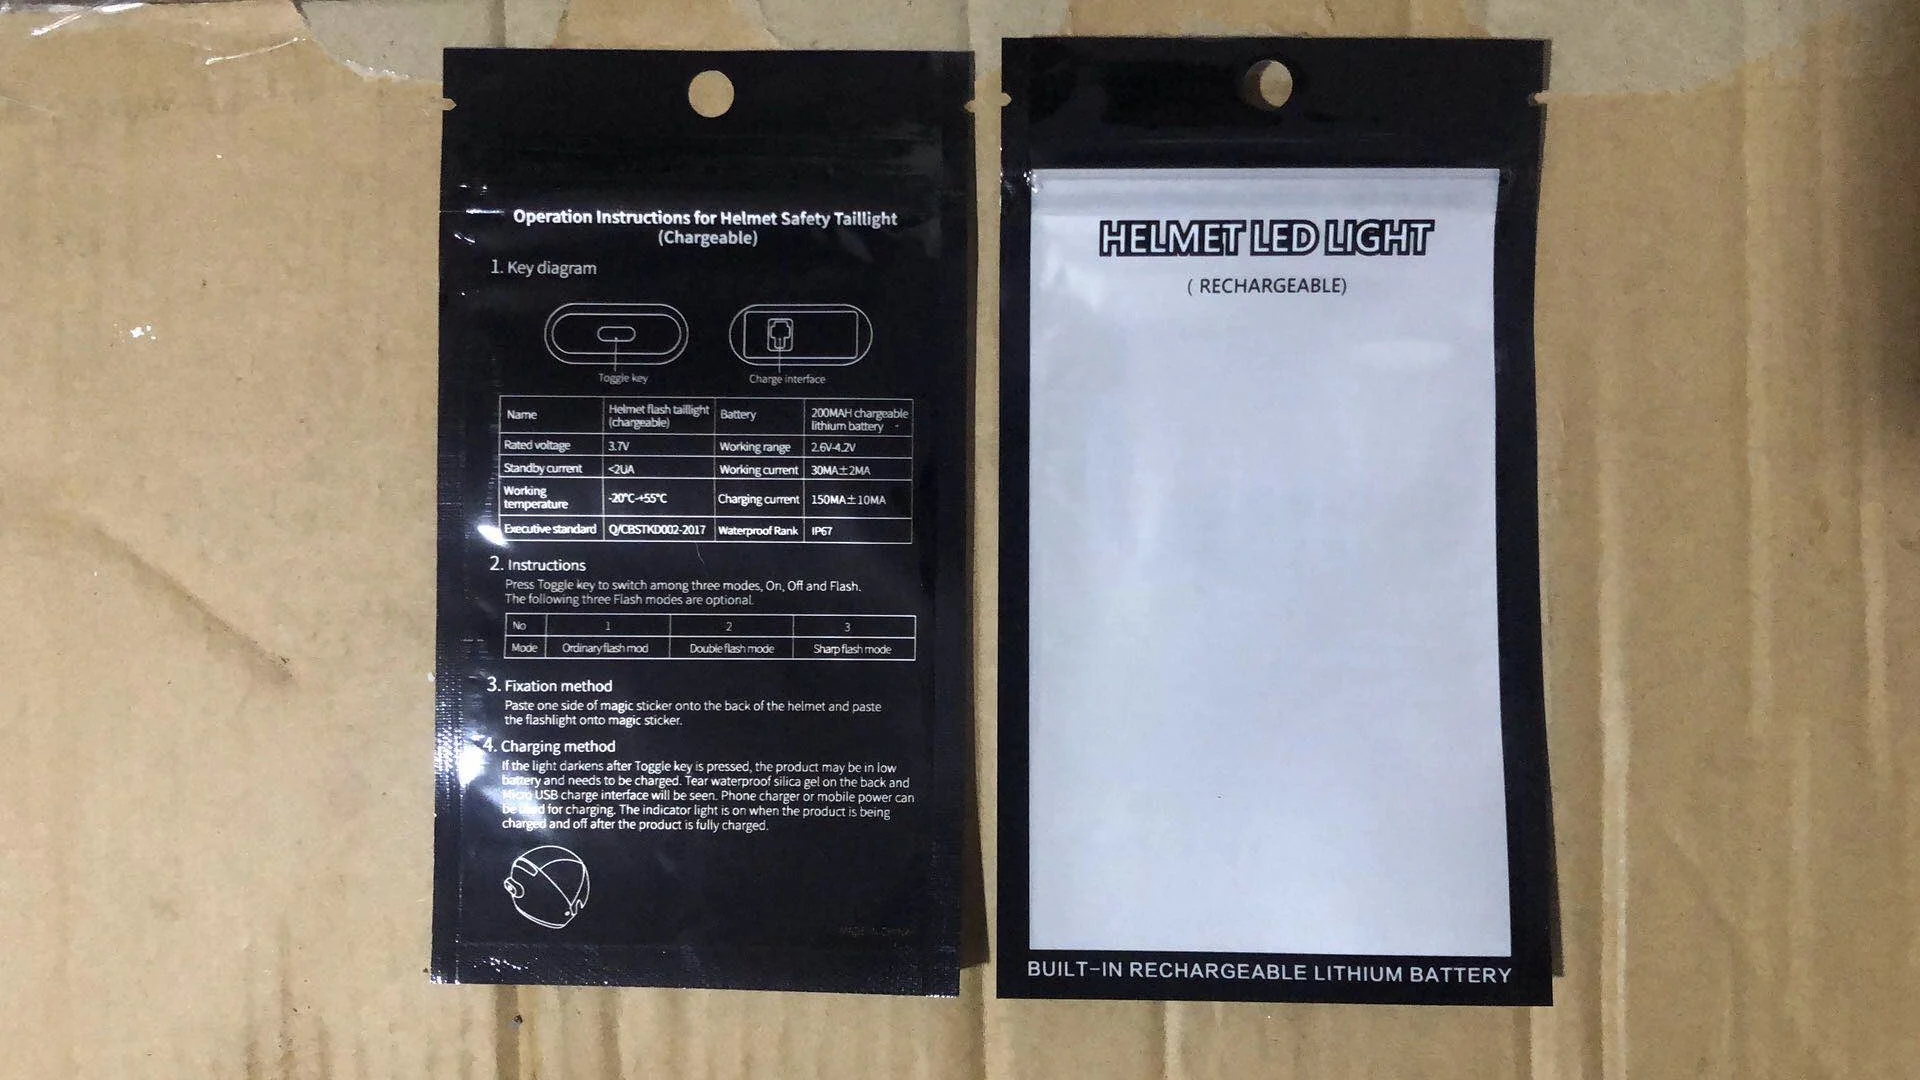 Operation Instructions for Helmet Safety Taillight
(Chargeable)
1. Key diagram
Toggle key
Charge interface
Name Helmet flash taillight (chargeable) Battery 200MAH chargeable lithium battery
Rated voltage 3.7V Working range 2.6V-4.2V
Standby current <2UA Working current 30MA±2MA
Working temperature -20°C-+55°C Charging current 150MA±10MA
Executive standard Q/CBSTKD002-2017 Waterproof Rank IP67
2. Instructions
Press Toggle key to switch among three modes, On, Off and Flash.
The following three Flash modes are optional.
No 1 2 3
Mode Ordinary flash mod Double flash mode Sharp flash mode
3. Fixation method
Paste one side of magic sticker onto the back of the helmet and paste
the flashlight onto magic sticker.
4. Charging method
If the light darkens after Toggle key is pressed, the product may be in low
battery and needs to be charged. Tear waterproof silica gel on the back and
Micro USB charge interface will be seen. Phone charger or mobile power can
be used for charging. The indicator light is on when the product is being
charged and off after the product is fully charged.
MADE IN CHINA
HELMET LED LIGHT
( RECHARGEABLE)
BUILT-IN RECHARGEABLE LITHIUM BATTERY